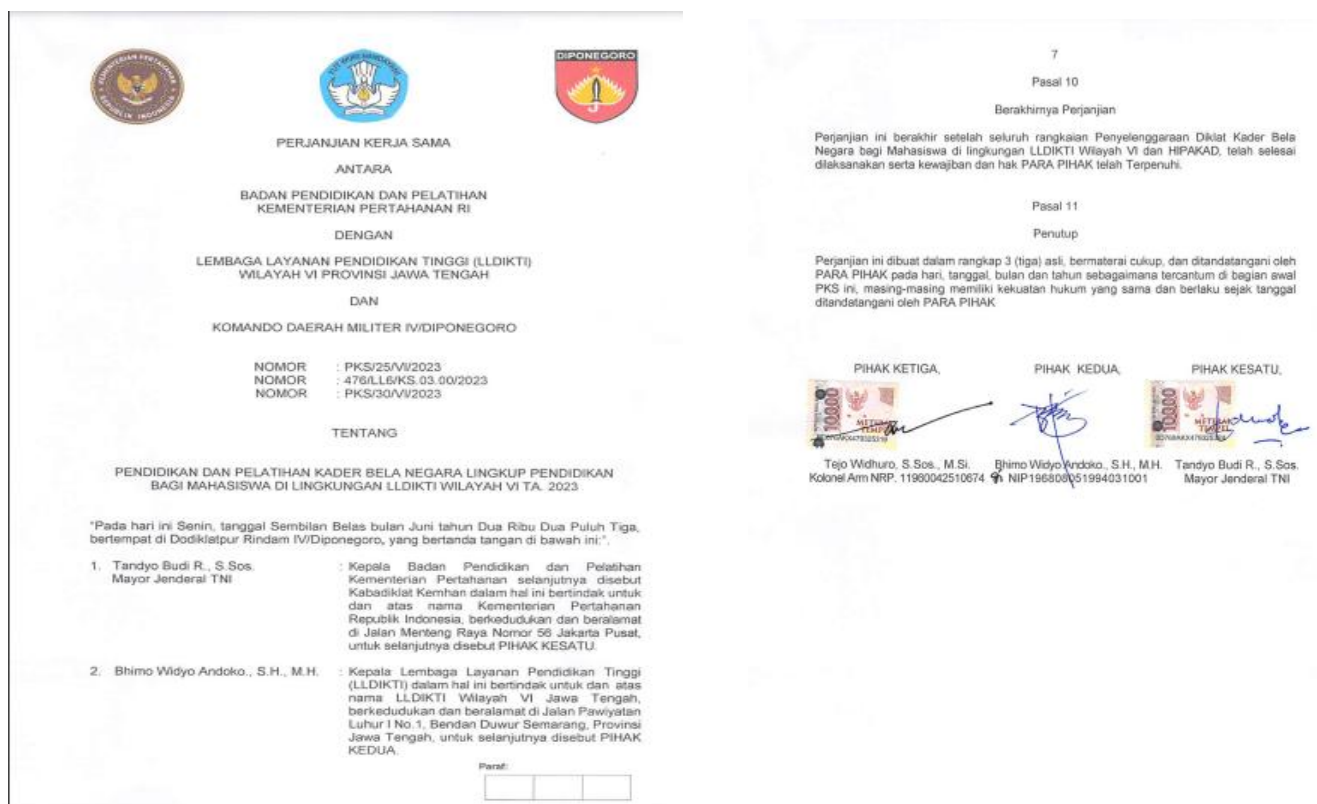 KEMENTERIAN PERTAHANAN
REPUBLIK INDONESIA
TUT WURI HANDAYANI
DIPONEGORO
PERJANJIAN KERJA SAMA
ANTARA
BADAN PENDIDIKAN DAN PELATIHAN
KEMENTERIAN PERTAHANAN RI
DENGAN
LEMBAGA LAYANAN PENDIDIKAN TINGGI (LLDIKTI)
WILAYAH VI PROVINSI JAWA TENGAH
DAN
KOMANDO DAERAH MILITER IV/DIPONEGORO
NOMOR : PKS/25/VI/2023
NOMOR : 476/LL6/KS.03.00/2023
NOMOR : PKS/30/VI/2023
TENTANG
PENDIDIKAN DAN PELATIHAN KADER BELA NEGARA LINGKUP PENDIDIKAN
BAGI MAHASISWA DI LINGKUNGAN LLDIKTI WILAYAH VI TA. 2023
"Pada hari ini Senin, tanggal Sembilan Belas bulan Juni tahun Dua Ribu Dua Puluh Tiga,
bertempat di Dodiklatpur Rindam IV/Diponegoro, yang bertanda tangan di bawah ini:".
1. Tandyo Budi R., S.Sos. : Kepala Badan Pendidikan dan Pelatihan
Mayor Jenderal TNI Kementerian Pertahanan selanjutnya disebut
Kabadiklat Kemhan dalam hal ini bertindak untuk
dan atas nama Kementerian Pertahanan
Republik Indonesia, berkedudukan dan beralamat
di Jalan Menteng Raya Nomor 56 Jakarta Pusat,
untuk selanjutnya disebut PIHAK KESATU.
2. Bhimo Widyo Andoko., S.H., M.H. : Kepala Lembaga Layanan Pendidikan Tinggi
(LLDIKTI) dalam hal ini bertindak untuk dan atas
nama LLDIKTI Wilayah VI Jawa Tengah,
berkedudukan dan beralamat di Jalan Pawiyatan
Luhur I No.1, Bendan Duwur Semarang, Provinsi
Jawa Tengah, untuk selanjutnya disebut PIHAK
KEDUA.
Paraf:
7
Pasal 10
Berakhirnya Perjanjian
Perjanjian ini berakhir setelah seluruh rangkaian Penyelenggaraan Diklat Kader Bela
Negara bagi Mahasiswa di lingkungan LLDIKTI Wilayah VI dan HIPAKAD, telah selesai
dilaksanakan serta kewajiban dan hak PARA PIHAK telah Terpenuhi.
Pasal 11
Penutup
Perjanjian ini dibuat dalam rangkap 3 (tiga) asli, bermaterai cukup, dan ditandatangani oleh
PARA PIHAK pada hari, tanggal, bulan dan tahun sebagaimana tercantum di bagian awal
PKS ini, masing-masing memiliki kekuatan hukum yang sama dan berlaku sejak tanggal
ditandatangani oleh PARA PIHAK
PIHAK KETIGA, PIHAK KEDUA, PIHAK KESATU,
10000 10000
METERAI TEMPEL METERAI TEMPEL
Tejo Widhuro, S.Sos., M.Si. Bhimo Widyo Andoko., S.H., M.H. Tandyo Budi R., S.Sos.
Kolonel Arm NRP. 11960042510674 NIP196808051994031001 Mayor Jenderal TNI